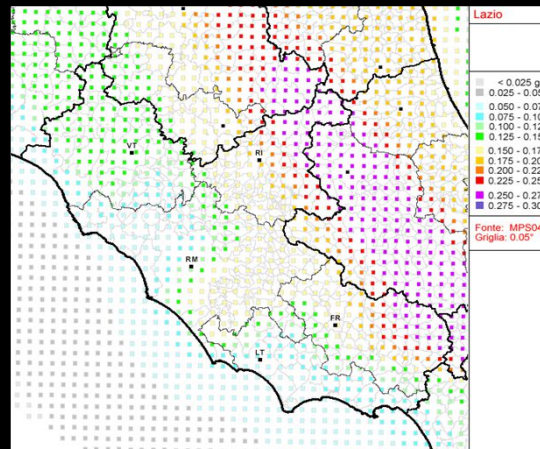 Lazio
VT
RI
RM
FR
LT
< 0.025 g
0.025 - 0.05
0.050 - 0.07
0.075 - 0.10
0.100 - 0.12
0.125 - 0.15
0.150 - 0.17
0.175 - 0.20
0.200 - 0.22
0.225 - 0.25
0.250 - 0.27
0.275 - 0.30
Fonte: MPS04
Griglia: 0.05°